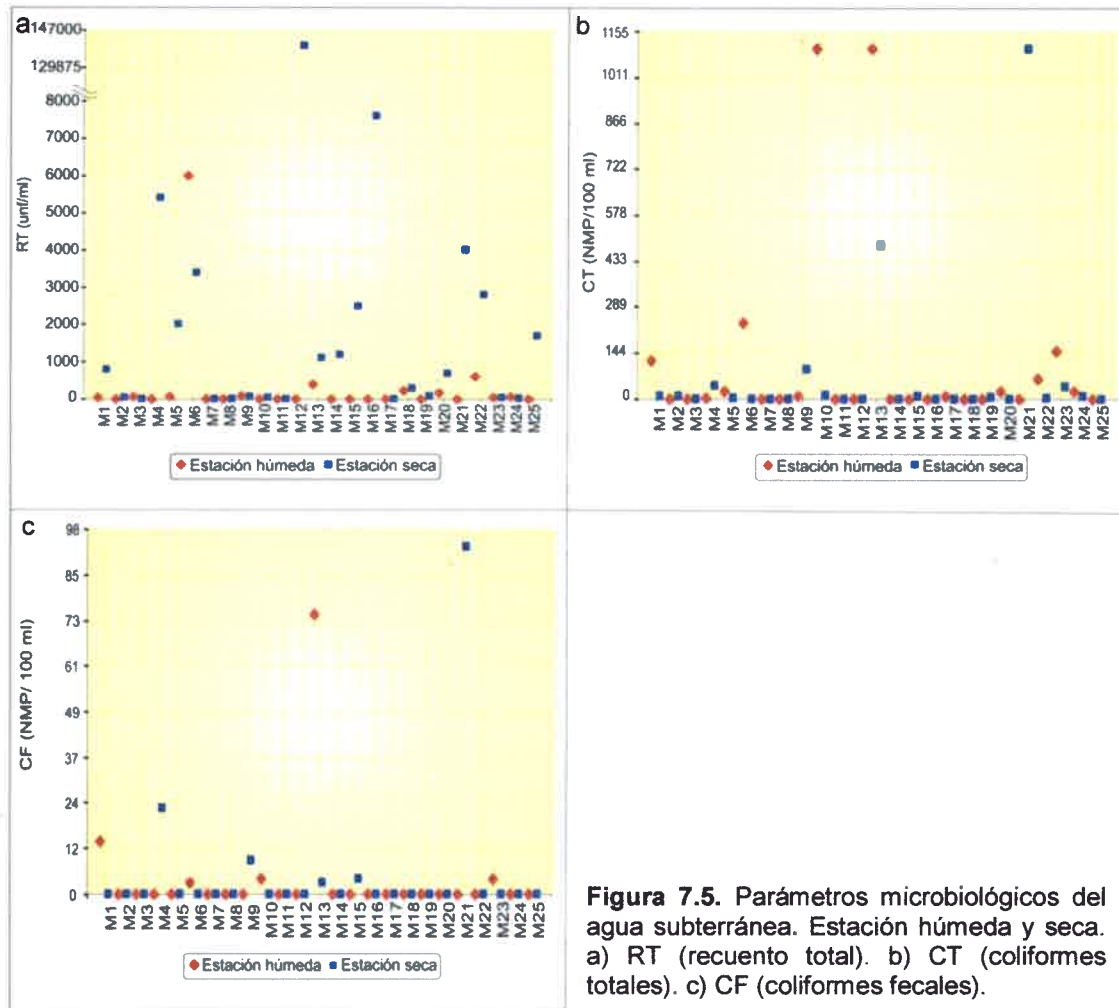 a
147000
129875
8000
7000
6000
5000
4000
3000
2000
1000
0
RT (unf/ml)
M1 M2 M3 M4 M5 M6 M7 M8 M9 M10 M11 M12 M13 M14 M15 M16 M17 M18 M19 M20 M21 M22 M23 M24 M25
Estación húmeda Estación seca
b
1155
1011
866
722
578
433
289
144
0
CT (NMP/100 ml)
M1 M2 M3 M4 M5 M6 M7 M8 M9 M10 M11 M12 M13 M14 M15 M16 M17 M18 M19 M20 M21 M22 M23 M24 M25
Estación húmeda Estación seca
c
98
85
73
61
49
37
24
12
0
CF (NMP/ 100 ml)
M1 M2 M3 M4 M5 M6 M7 M8 M9 M10 M11 M12 M13 M14 M15 M16 M17 M18 M19 M20 M21 M22 M23 M24 M25
Estación húmeda Estación seca
Figura 7.5. Parámetros microbiológicos del
agua subterránea. Estación húmeda y seca.
a) RT (recuento total). b) CT (coliformes
totales). c) CF (coliformes fecales).